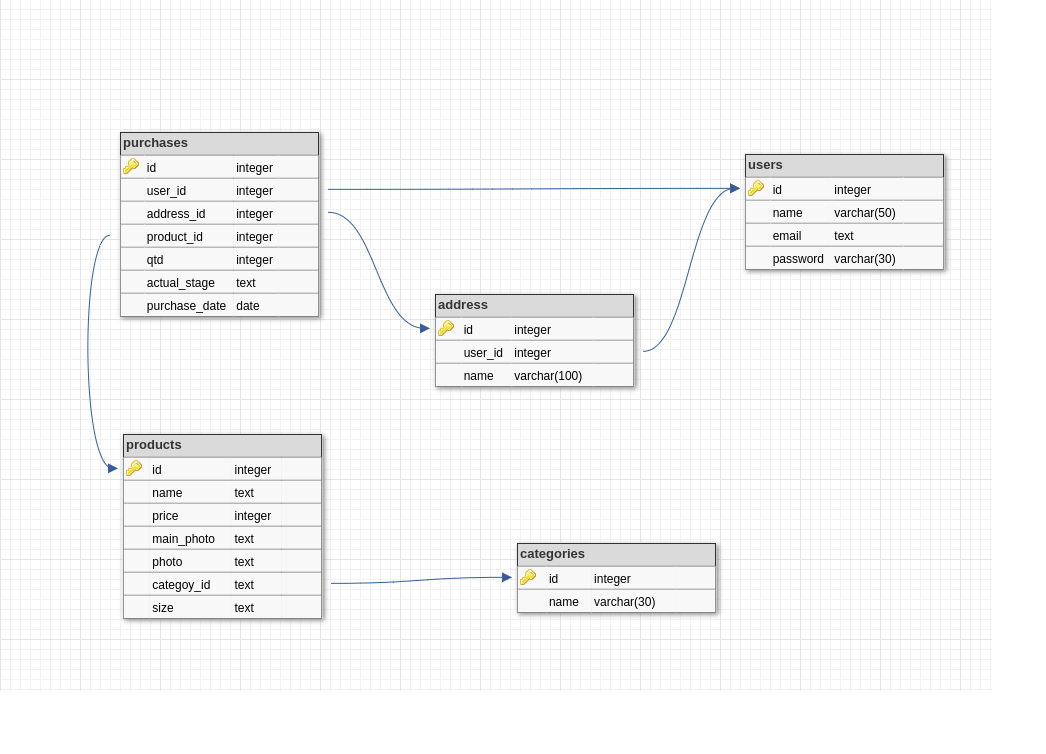 purchases
id integer
user_id integer
address_id integer
product_id integer
qtd integer
actual_stage text
purchase_date date
users
id integer
name varchar(50)
email text
password varchar(30)
address
id integer
user_id integer
name varchar(100)
products
id integer
name text
price integer
main_photo text
photo text
categoy_id text
size text
categories
id integer
name varchar(30)